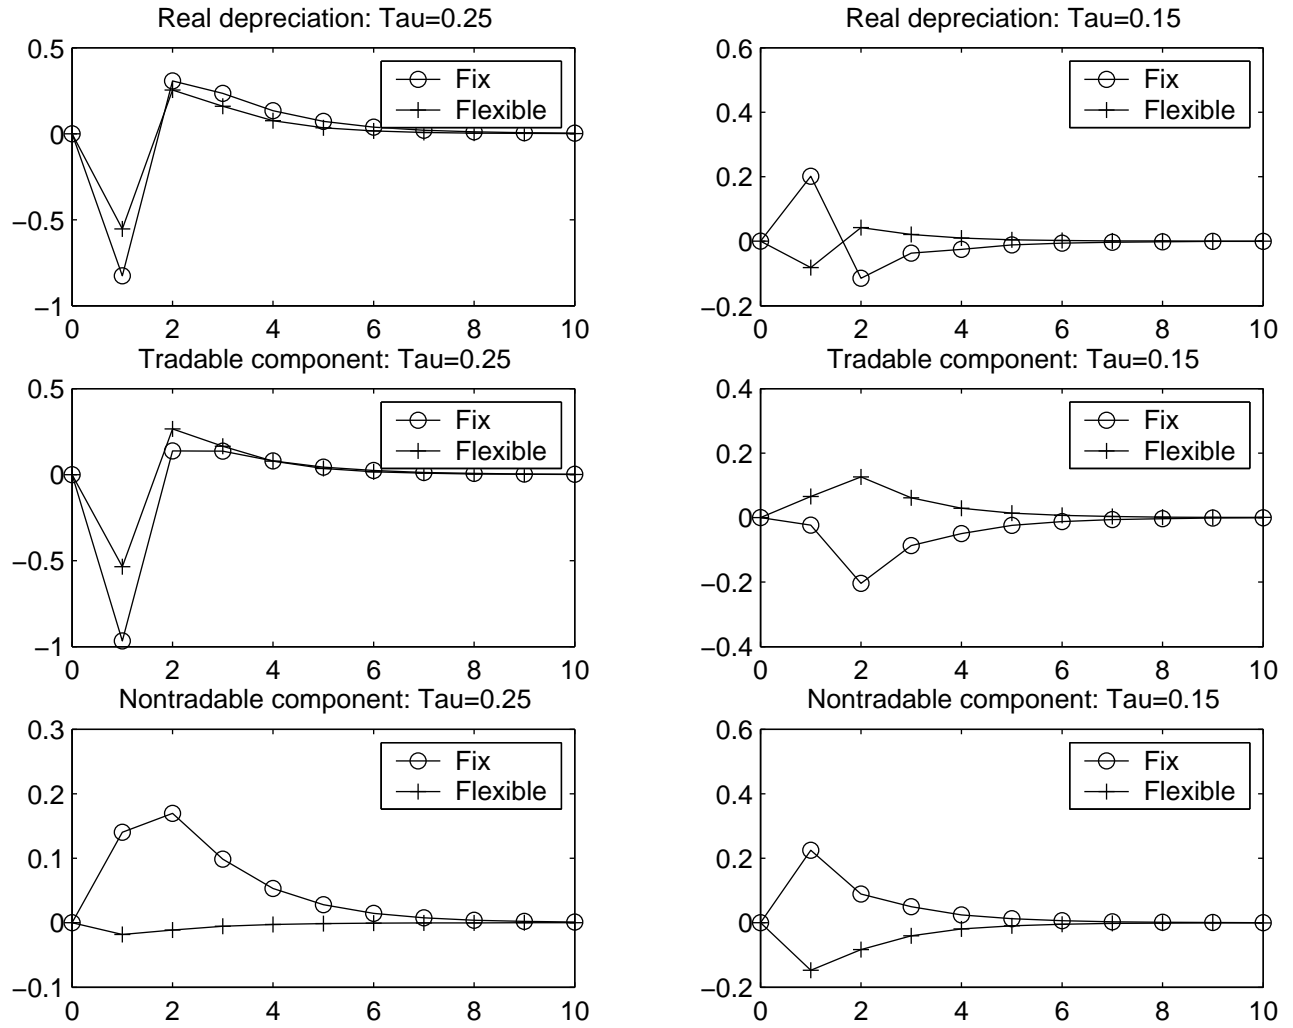 Real depreciation: Tau=0.25
0.5
0
−0.5
−1
0 2 4 6 8 10
Fix
Flexible
Real depreciation: Tau=0.15
0.6
0.4
0.2
0
−0.2
0 2 4 6 8 10
Fix
Flexible
Tradable component: Tau=0.25
0.5
0
−0.5
−1
0 2 4 6 8 10
Fix
Flexible
Tradable component: Tau=0.15
0.4
0.2
0
−0.2
−0.4
0 2 4 6 8 10
Fix
Flexible
Nontradable component: Tau=0.25
0.3
0.2
0.1
0
−0.1
0 2 4 6 8 10
Fix
Flexible
Nontradable component: Tau=0.15
0.6
0.4
0.2
0
−0.2
0 2 4 6 8 10
Fix
Flexible